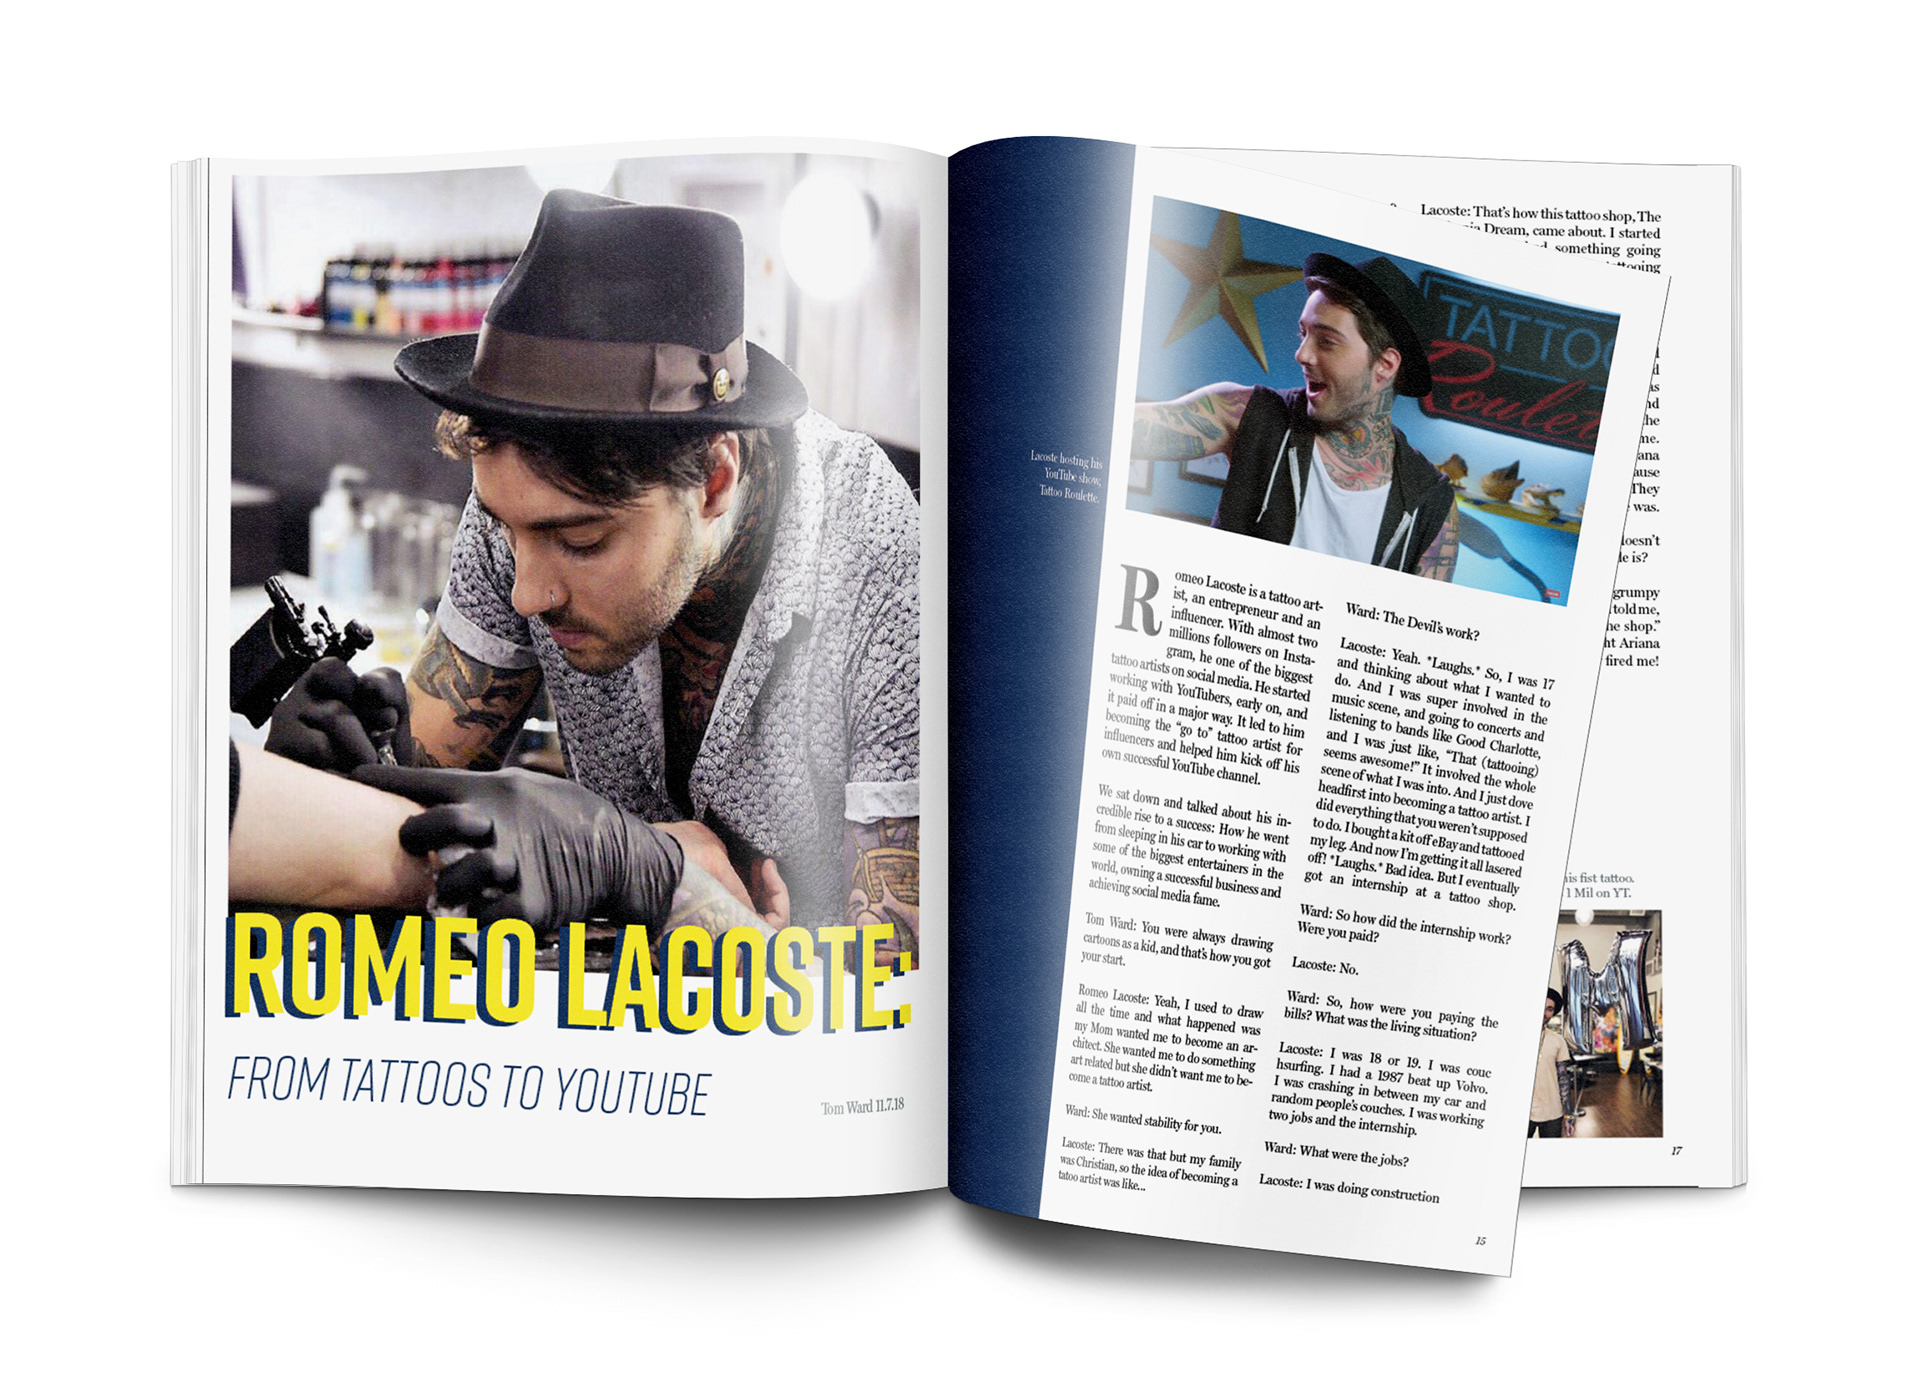 ROMEO LACOSTE:
FROM TATTOOS TO YOUTUBE
Tom Ward 11.7.18
Lacoste hosting his
YouTube show,
Tattoo Roulette.
TATTOO
Roulet
Romeo Lacoste is a tattoo art-
ist, an entrepreneur and an
influencer. With almost two
millions followers on Insta-
gram, he one of the biggest
tattoo artists on social media. He started
working with YouTubers, early on, and
it paid off in a major way. It led to him
becoming the “go to” tattoo artist for
influencers and helped him kick off his
own successful YouTube channel.
We sat down and talked about his in-
credible rise to a success: How he went
from sleeping in his car to working with
some of the biggest entertainers in the
world, owning a successful business and
achieving social media fame.
Tom Ward: You were always drawing
cartoons as a kid, and that's how you got
your start.
Romeo Lacoste: Yeah, I used to draw
all the time and what happened was
my Mom wanted me to become an ar-
chitect. She wanted me to do something
art related but she didn't want me to be-
come a tattoo artist.
Ward: She wanted stability for you.
Lacoste: There was that but my family
was Christian, so the idea of becoming a
tatoo artist was like...
Ward: The Devil's work?
Lacoste: Yeah. *Laughs.* So, I was 17
and thinking about what I wanted to
do. And I was super involved in the
music scene, and going to concerts and
listening to bands like Good Charlotte,
and I was just like, “That (tattooing)
seems awesome!” It involved the whole
scene of what I was into. And I just dove
headfirst into becoming a tattoo artist. I
did everything that you weren't supposed
to do. I bought a kit off eBay and tattooed
my leg. And now I'm getting it all lasered
off! *Laughs.* Bad idea. But I eventually
got an internship at a tattoo shop.
Ward: So how did the internship work?
Were you paid?
Lacoste: No.
Ward: So, how were you paying the
bills? What was the living situation?
Lacoste: I was 18 or 19. I was couc
hsurfing. I had a 1987 beat up Volvo.
I was crashing in between my car and
random people's couches. I was working
two jobs and the internship.
Ward: What were the jobs?
Lacoste: I was doing construction
15
Lacoste: That's how this tattoo shop, The
Dream, came about. I started
something going
me.
ana
They
was.
grumpy
told me,
shop.”
Ariana
fired me!
fist tattoo.
1 Mil on YT.
M
17